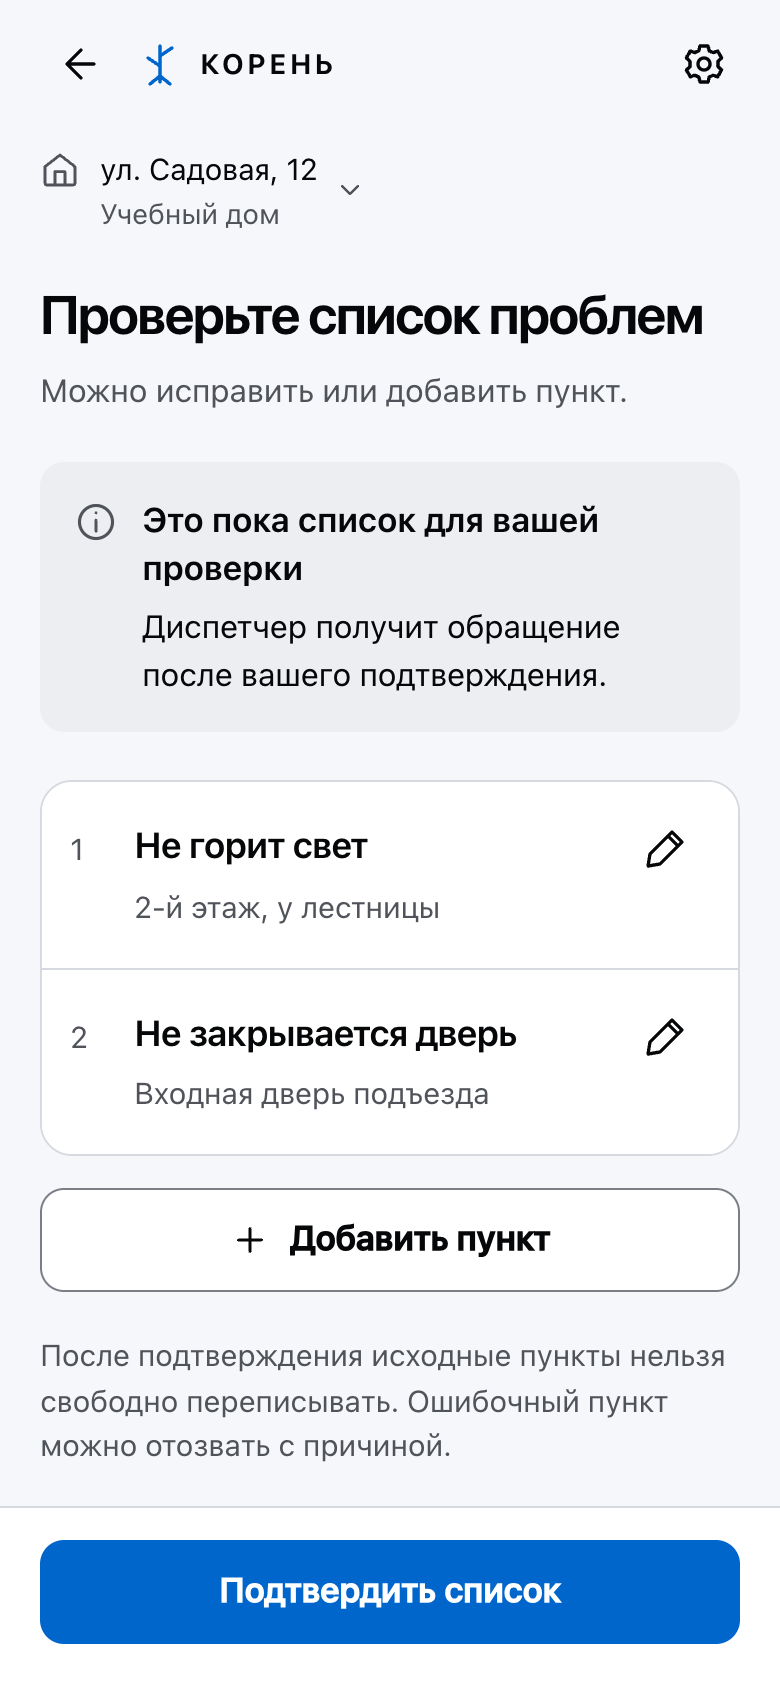 КОРЕНЬ
ул. Садовая, 12
Учебный дом
Проверьте список проблем
Можно исправить или добавить пункт.
Это пока список для вашей
проверки
Диспетчер получит обращение
после вашего подтверждения.
1 Не горит свет
2-й этаж, у лестницы
2 Не закрывается дверь
Входная дверь подъезда
+ Добавить пункт
После подтверждения исходные пункты нельзя
свободно переписывать. Ошибочный пункт
можно отозвать с причиной.
Подтвердить список